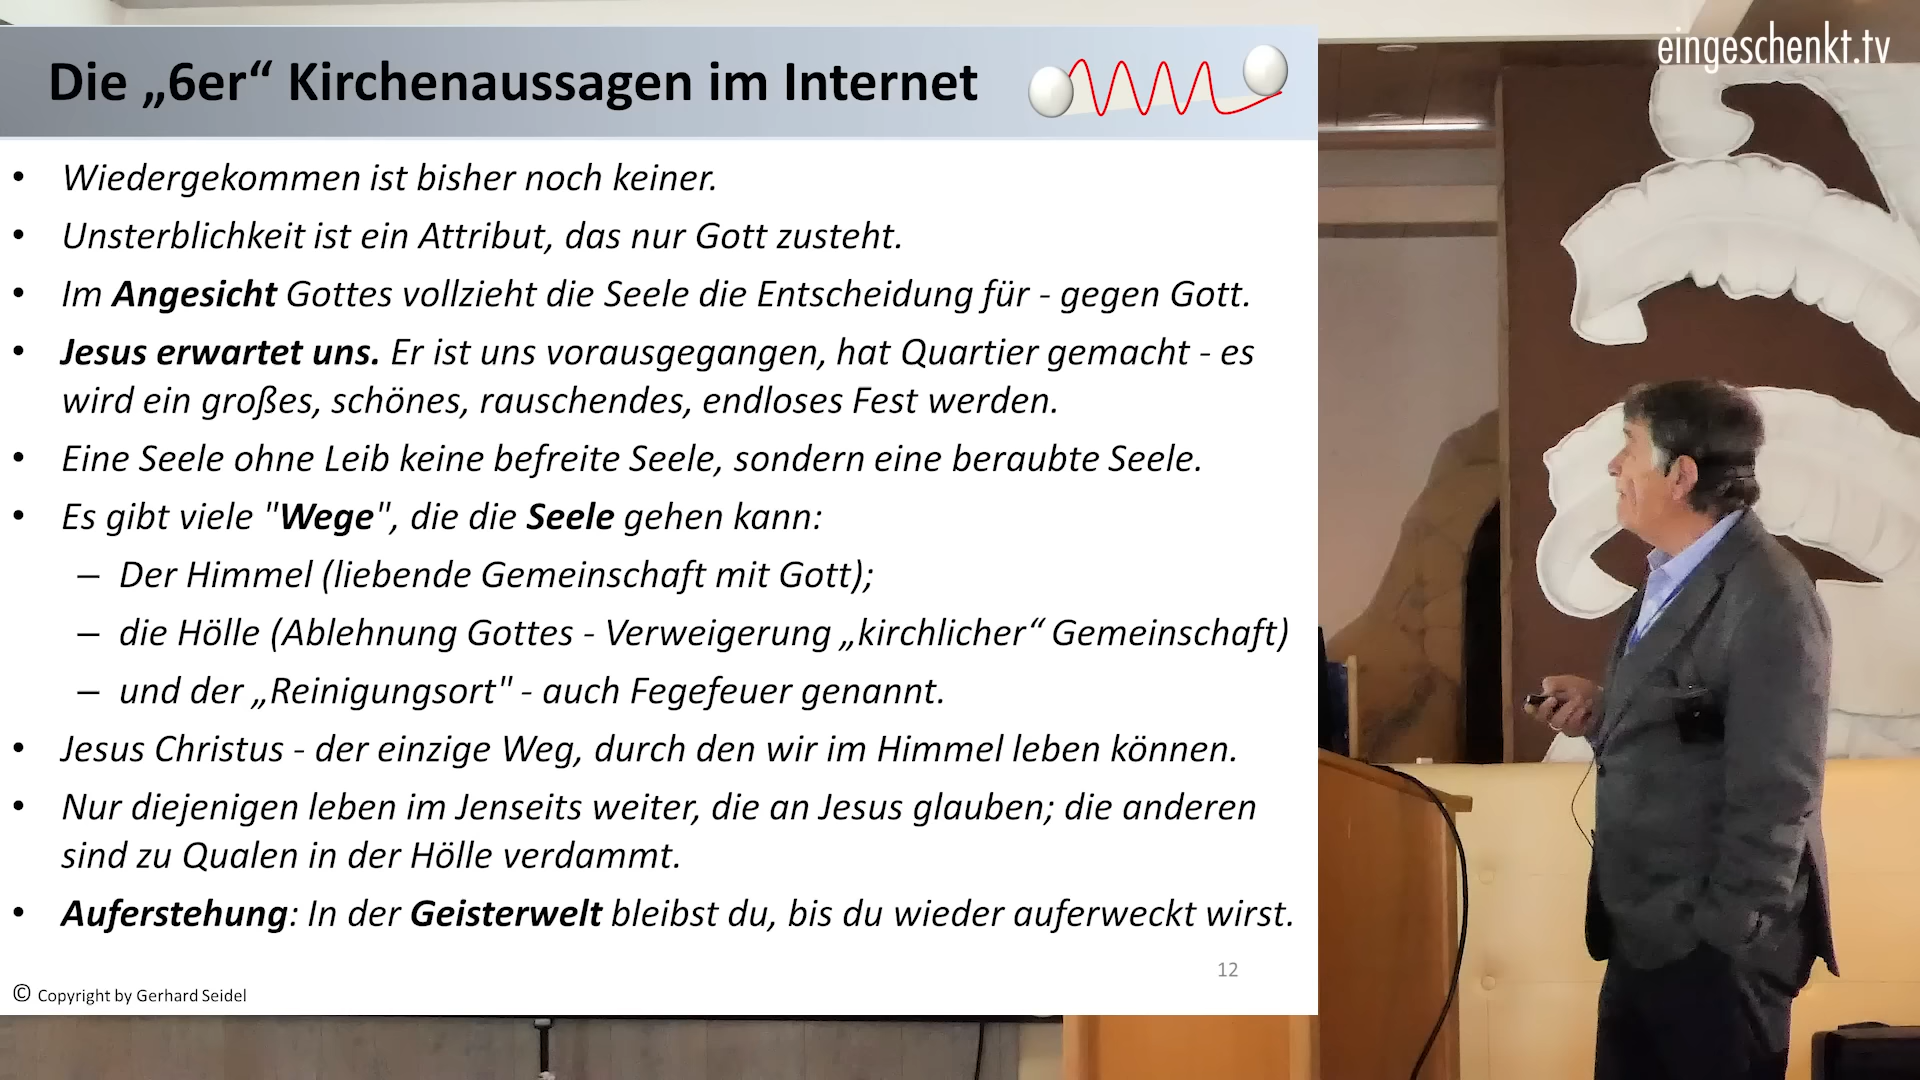 eingeschenkt.tv
Die „6er“ Kirchenaussagen im Internet
• Wiedergekommen ist bisher noch keiner.
• Unsterblichkeit ist ein Attribut, das nur Gott zusteht.
• Im Angesicht Gottes vollzieht die Seele die Entscheidung für - gegen Gott.
• Jesus erwartet uns. Er ist uns vorausgegangen, hat Quartier gemacht - es
wird ein großes, schönes, rauschendes, endloses Fest werden.
• Eine Seele ohne Leib keine befreite Seele, sondern eine beraubte Seele.
• Es gibt viele "Wege", die die Seele gehen kann:
– Der Himmel (liebende Gemeinschaft mit Gott);
– die Hölle (Ablehnung Gottes - Verweigerung „kirchlicher“ Gemeinschaft)
– und der „Reinigungsort" - auch Fegefeuer genannt.
• Jesus Christus - der einzige Weg, durch den wir im Himmel leben können.
• Nur diejenigen leben im Jenseits weiter, die an Jesus glauben; die anderen
sind zu Qualen in der Hölle verdammt.
• Auferstehung: In der Geisterwelt bleibst du, bis du wieder auferweckt wirst.
12
© Copyright by Gerhard Seidel